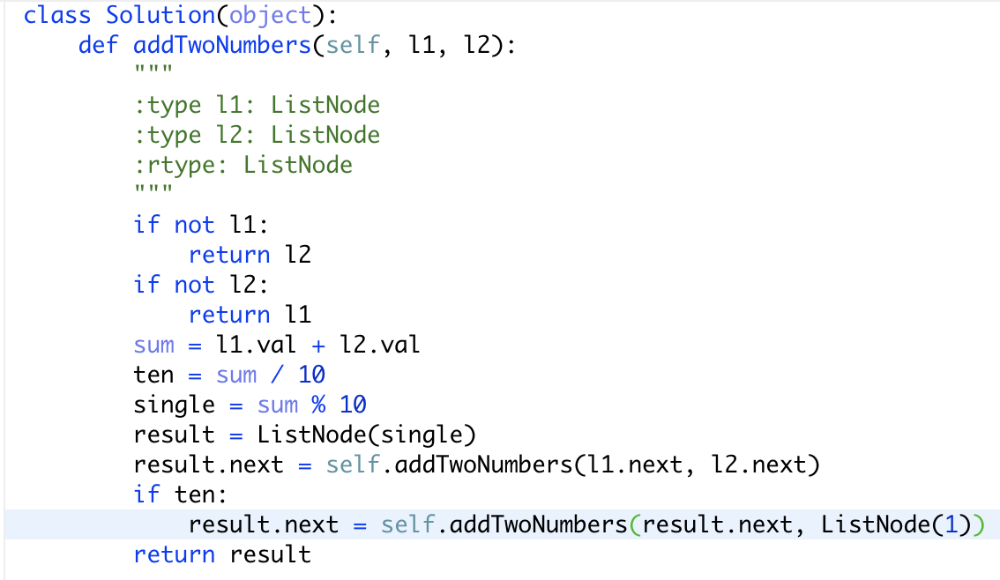 class Solution(object):
    def addTwoNumbers(self, l1, l2):
        """
        :type l1: ListNode
        :type l2: ListNode
        :rtype: ListNode
        """
        if not l1:
            return l2
        if not l2:
            return l1
        sum = l1.val + l2.val
        ten = sum / 10
        single = sum % 10
        result = ListNode(single)
        result.next = self.addTwoNumbers(l1.next, l2.next)
        if ten:
            result.next = self.addTwoNumbers(result.next, ListNode(1))
        return result